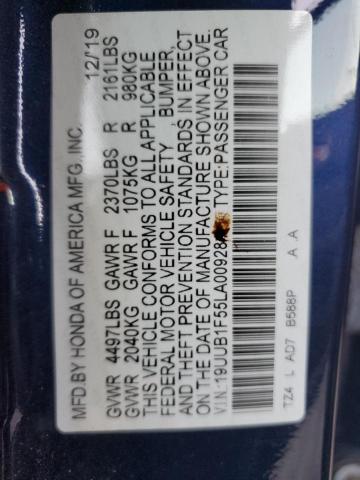 MFD.BY HONDA OF AMERICA MFG.,INC. 12/19
GVWR 4497LBS GAWR F 2370LBS R 2161LBS
GVWR 2040KG GAWR F 1075KG R 980KG
THIS VEHICLE CONFORMS TO ALL APPLICABLE
FEDERAL MOTOR VEHICLE SAFETY BUMPER,
AND THEFT PREVENTION STANDARDS IN EFFECT
ON THE DATE OF MANUFACTURE SHOWN ABOVE.
V.I.N.: TYPE:PASSENGER CAR
TZ4 L AD7 B588P A A